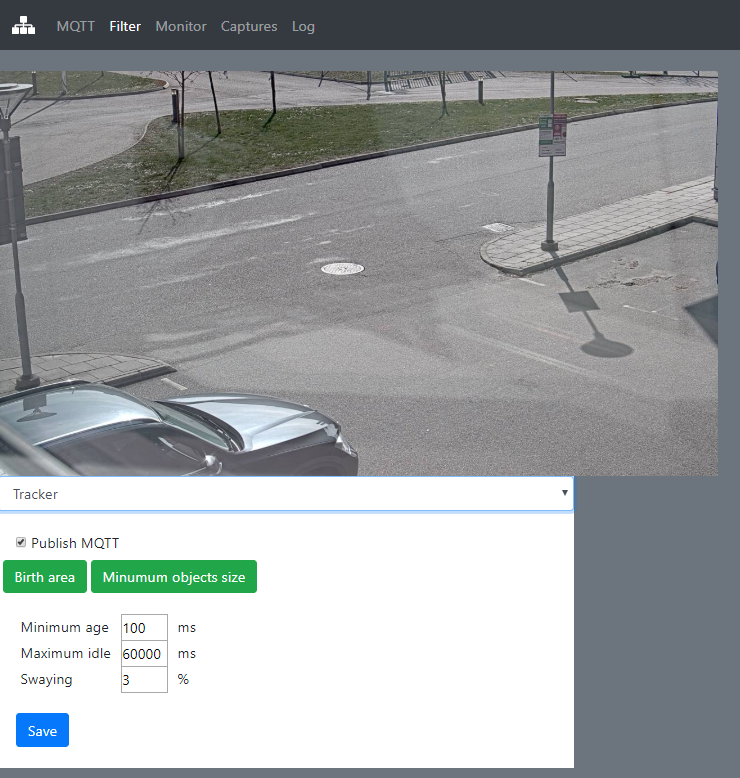 MQTT Filter Monitor Captures Log
Tracker
Publish MQTT
Birth area Minumum objects size
Minimum age 100 ms
Maximum idle 60000 ms
Swaying 3 %
Save